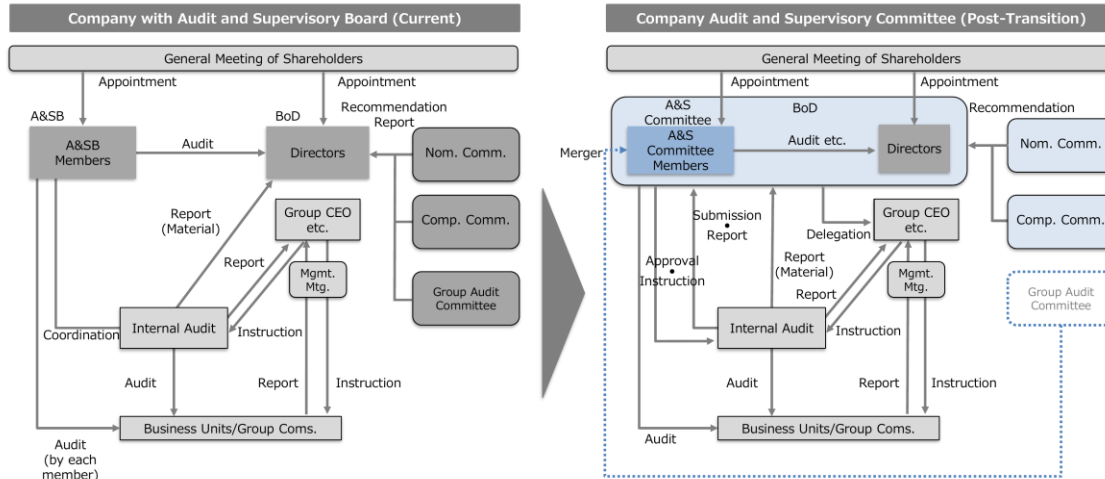 Company with Audit and Supervisory Board (Current)
General Meeting of Shareholders
Appointment
Appointment
A&SB
BoD
Recommendation
Report
A&SB
Members
Audit
Directors
Nom. Comm.
Report
(Material)
Group CEO
etc.
Comp. Comm.
Report
Mgmt.
Mtg.
Group Audit
Committee
Internal Audit
Coordination
Instruction
Audit
Report
Instruction
Business Units/Group Coms.
Audit
(by each
member)
Company Audit and Supervisory Committee (Post-Transition)
General Meeting of Shareholders
Appointment
Appointment
A&S
Committee
BoD
Recommendation
A&S
Committee
Members
Audit etc.
Directors
Nom. Comm.
Merger
Submission
•
Report
Delegation
Group CEO
etc.
Comp. Comm.
Approval
•
Instruction
Report
(Material)
Report
Mgmt.
Mtg.
Group Audit
Committee
Internal Audit
Instruction
Audit
Report
Instruction
Business Units/Group Coms.
Audit